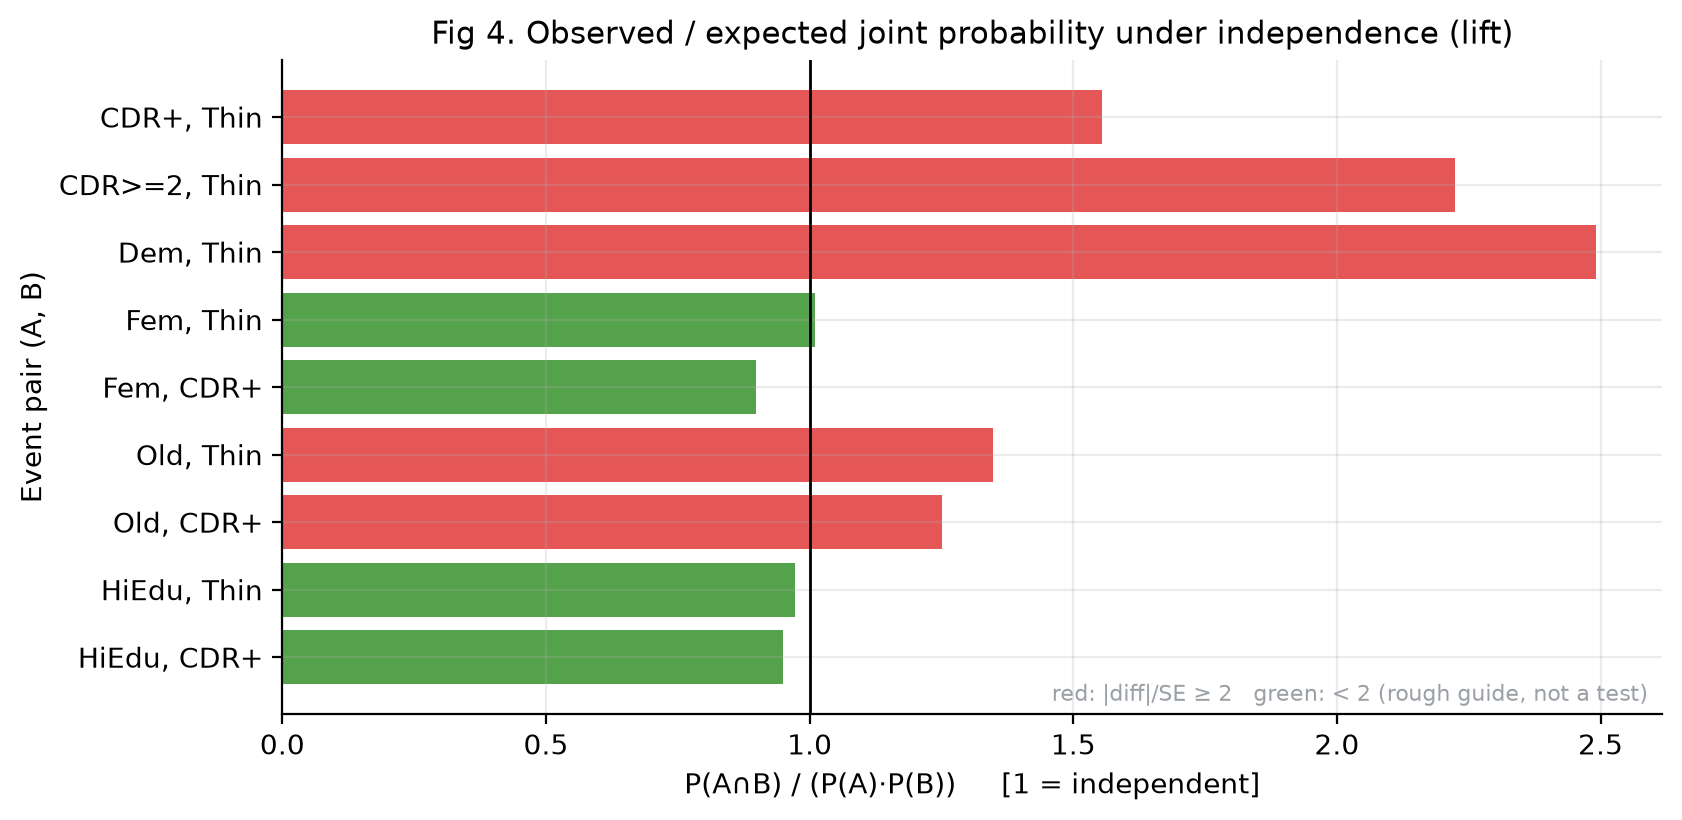 Fig 4. Observed / expected joint probability under independence (lift)
Event pair (A, B)
CDR+, Thin
CDR>=2, Thin
Dem, Thin
Fem, Thin
Fem, CDR+
Old, Thin
Old, CDR+
HiEdu, Thin
HiEdu, CDR+
red: |diff|/SE ≥ 2   green: < 2 (rough guide, not a test)
0.0 0.5 1.0 1.5 2.0 2.5
P(A∩B) / (P(A)·P(B))     [1 = independent]